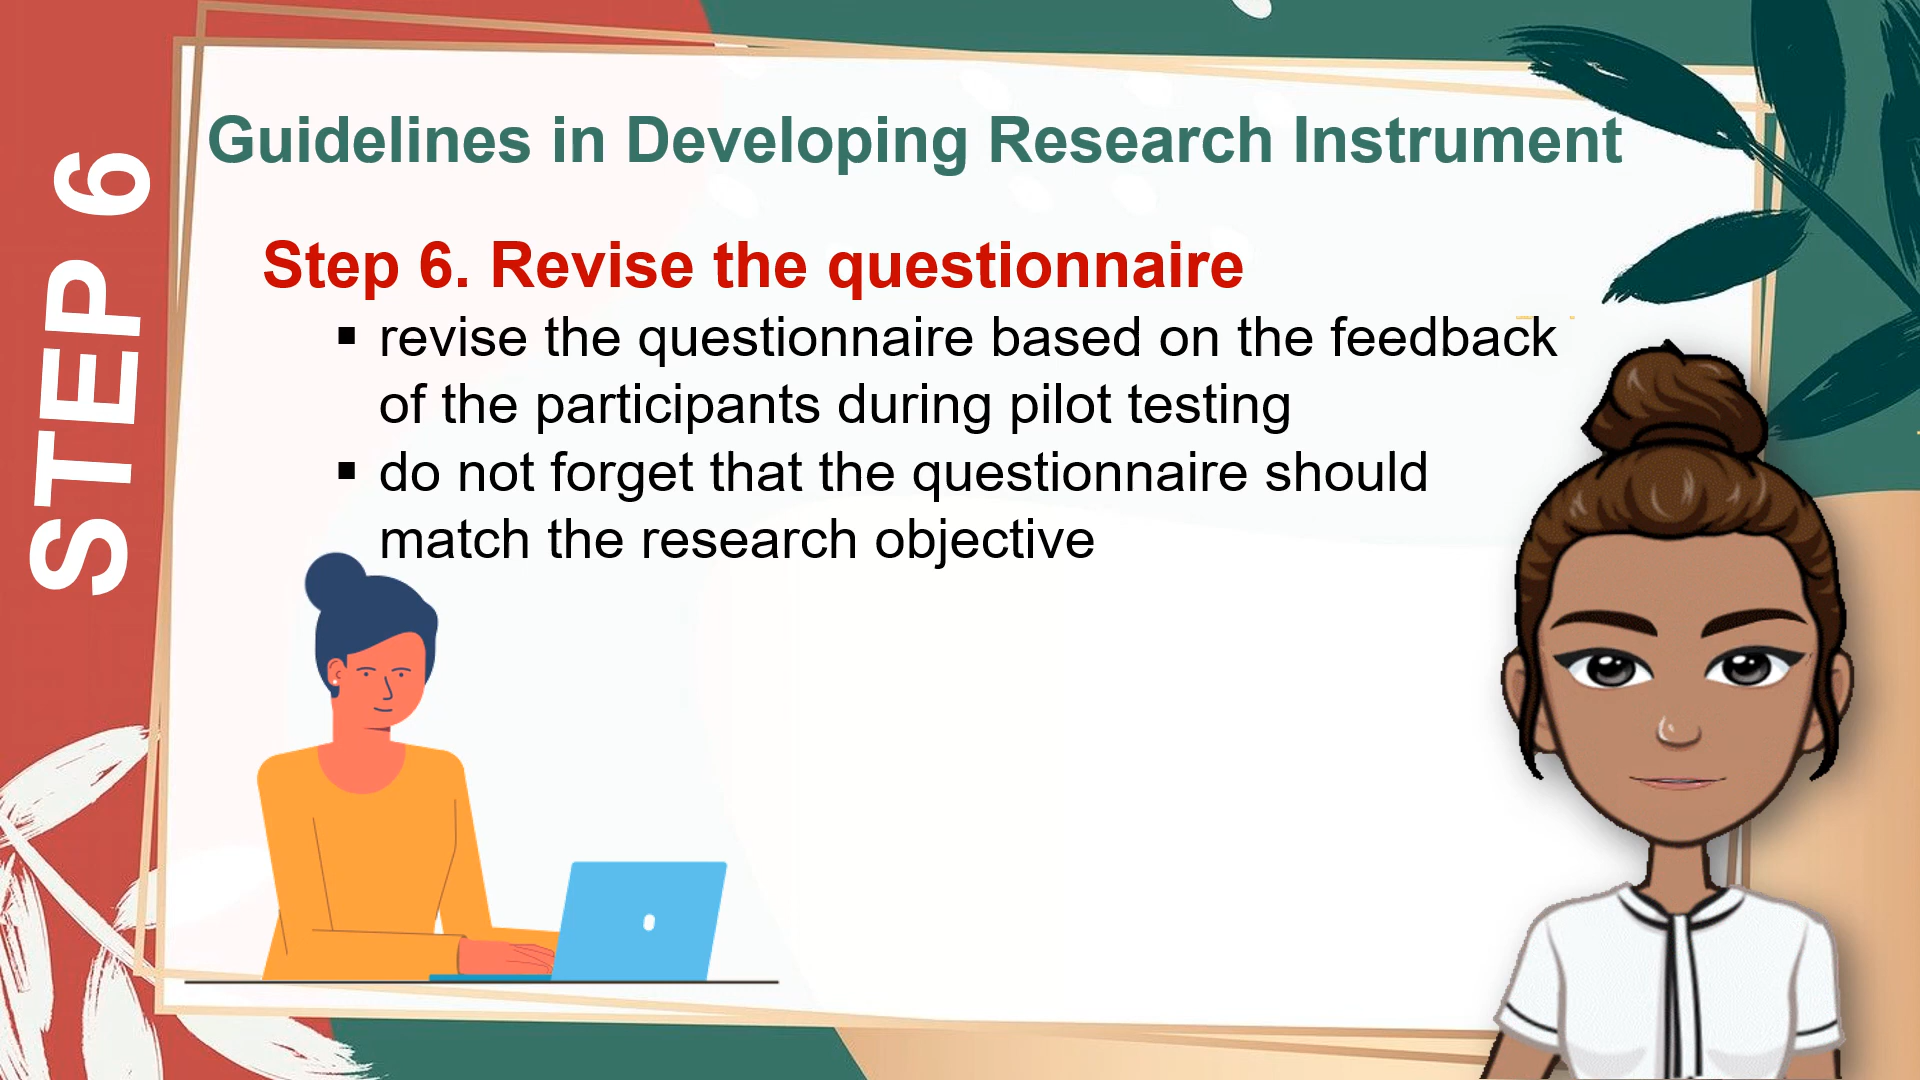 STEP 6
Guidelines in Developing Research Instrument
Step 6. Revise the questionnaire
▪ revise the questionnaire based on the feedback
of the participants during pilot testing
▪ do not forget that the questionnaire should
match the research objective